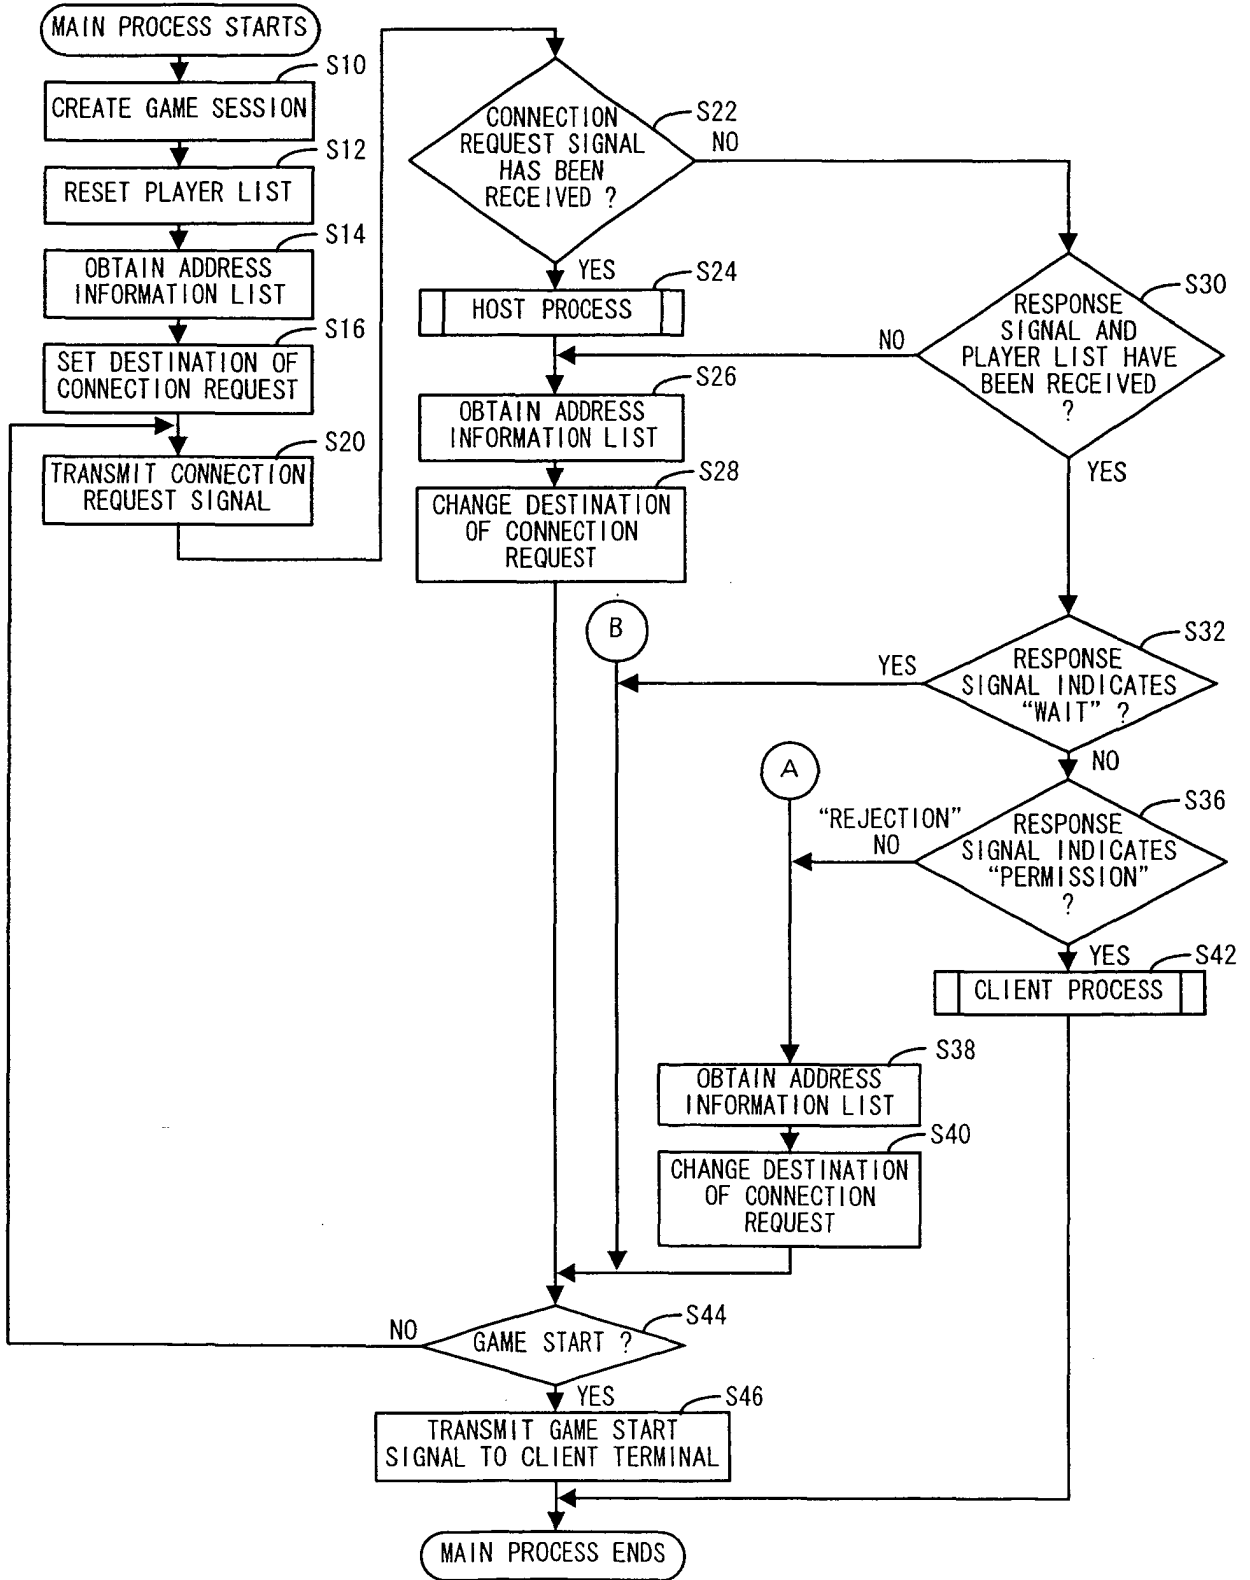 MAIN PROCESS STARTS
S10
CREATE GAME SESSION
S12
RESET PLAYER LIST
S14
OBTAIN ADDRESS
INFORMATION LIST
S16
SET DESTINATION OF
CONNECTION REQUEST
S20
TRANSMIT CONNECTION
REQUEST SIGNAL
S22
CONNECTION
REQUEST SIGNAL
HAS BEEN
RECEIVED ?
NO
YES
S24
HOST PROCESS
S26
OBTAIN ADDRESS
INFORMATION LIST
S28
CHANGE DESTINATION
OF CONNECTION
REQUEST
S30
RESPONSE
SIGNAL AND
PLAYER LIST HAVE
BEEN RECEIVED
?
NO
YES
B
S32
RESPONSE
SIGNAL INDICATES
“WAIT” ?
YES
NO
A
S36
RESPONSE
SIGNAL INDICATES
“PERMISSION”
?
“REJECTION”
NO
YES
S42
CLIENT PROCESS
S38
OBTAIN ADDRESS
INFORMATION LIST
S40
CHANGE DESTINATION
OF CONNECTION
REQUEST
S44
GAME START ?
NO
YES
S46
TRANSMIT GAME START
SIGNAL TO CLIENT TERMINAL
MAIN PROCESS ENDS